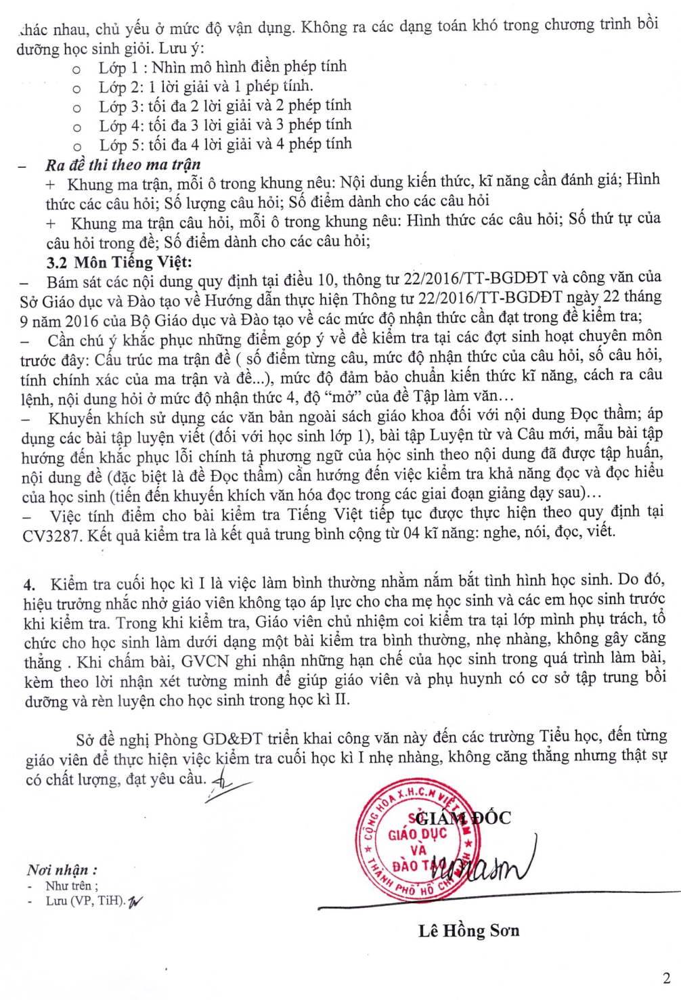 khác nhau, chủ yếu ở mức độ vận dụng. Không ra các dạng toán khó trong chương trình bồi
dưỡng học sinh giỏi. Lưu ý:
o Lớp 1 : Nhìn mô hình điền phép tính
o Lớp 2: 1 lời giải và 1 phép tính.
o Lớp 3: tối đa 2 lời giải và 2 phép tính
o Lớp 4: tối đa 3 lời giải và 3 phép tính
o Lớp 5: tối đa 4 lời giải và 4 phép tính
– Ra đề thi theo ma trận
+ Khung ma trận, mỗi ô trong khung nêu: Nội dung kiến thức, kĩ năng cần đánh giá; Hình
thức các câu hỏi; Số lượng câu hỏi; Số điểm dành cho các câu hỏi
+ Khung ma trận câu hỏi, mỗi ô trong khung nêu: Hình thức các câu hỏi; Số thứ tự của
câu hỏi trong đề; Số điểm dành cho các câu hỏi;
3.2 Môn Tiếng Việt:
– Bám sát các nội dung quy định tại điều 10, thông tư 22/2016/TT-BGDĐT và công văn của
Sở Giáo dục và Đào tạo về Hướng dẫn thực hiện Thông tư 22/2016/TT-BGDĐT ngày 22 tháng
9 năm 2016 của Bộ Giáo dục và Đào tạo về các mức độ nhận thức cần đạt trong đề kiểm tra;
– Cần chú ý khắc phục những điểm góp ý về đề kiểm tra tại các đợt sinh hoạt chuyên môn
trước đây: Cấu trúc ma trận đề ( số điểm từng câu, mức độ nhận thức của câu hỏi, số câu hỏi,
tính chính xác của ma trận và đề...), mức độ đảm bảo chuẩn kiến thức kĩ năng, cách ra câu
lệnh, nội dung hỏi ở mức độ nhận thức 4, độ “mở” của đề Tập làm văn…
– Khuyến khích sử dụng các văn bản ngoài sách giáo khoa đối với nội dung Đọc thầm; áp
dụng các bài tập luyện viết (đối với học sinh lớp 1), bài tập Luyện từ và Câu mới, mẫu bài tập
hướng đến khắc phục lỗi chính tả phương ngữ của học sinh theo nội dung đã được tập huấn,
nội dung đề (đặc biệt là đề Đọc thầm) cần hướng đến việc kiểm tra khả năng đọc và đọc hiểu
của học sinh (tiến đến khuyến khích văn hóa đọc trong các giai đoạn giảng dạy sau)…
– Việc tính điểm cho bài kiểm tra Tiếng Việt tiếp tục được thực hiện theo quy định tại
CV3287. Kết quả kiểm tra là kết quả trung bình cộng từ 04 kĩ năng: nghe, nói, đọc, viết.
4. Kiểm tra cuối học kì I là việc làm bình thường nhằm nắm bắt tình hình học sinh. Do đó,
hiệu trưởng nhắc nhở giáo viên không tạo áp lực cho cha mẹ học sinh và các em học sinh trước
khi kiểm tra. Trong khi kiểm tra, Giáo viên chủ nhiệm coi kiểm tra tại lớp mình phụ trách, tổ
chức cho học sinh làm dưới dạng một bài kiểm tra bình thường, nhẹ nhàng, không gây căng
thẳng . Khi chấm bài, GVCN ghi nhận những hạn chế của học sinh trong quá trình làm bài,
kèm theo lời nhận xét tường minh để giúp giáo viên và phụ huynh có cơ sở tập trung bồi
dưỡng và rèn luyện cho học sinh trong học kì II.
Sở đề nghị Phòng GD&ĐT triển khai công văn này đến các trường Tiểu học, đến từng
giáo viên để thực hiện việc kiểm tra cuối học kì I nhẹ nhàng, không căng thẳng nhưng thật sự
có chất lượng, đạt yêu cầu.
GIÁM ĐỐC
CỘNG HÒA X.H.C.N VIỆT NAM
SỞ
GIÁO DỤC
VÀ
ĐÀO TẠO
THÀNH PHỐ HỒ CHÍ MINH
Nơi nhận :
- Như trên ;
- Lưu (VP, TiH).
Lê Hồng Sơn
2